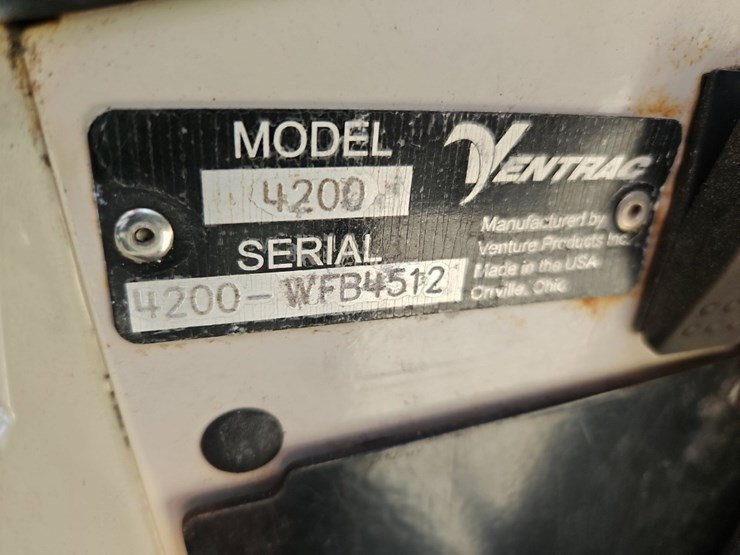 MODEL
VENTRAC
4200
Manufactured by
Venture Products Inc.
Made in the USA
Orrville, Ohio
SERIAL
4200-WFB4512